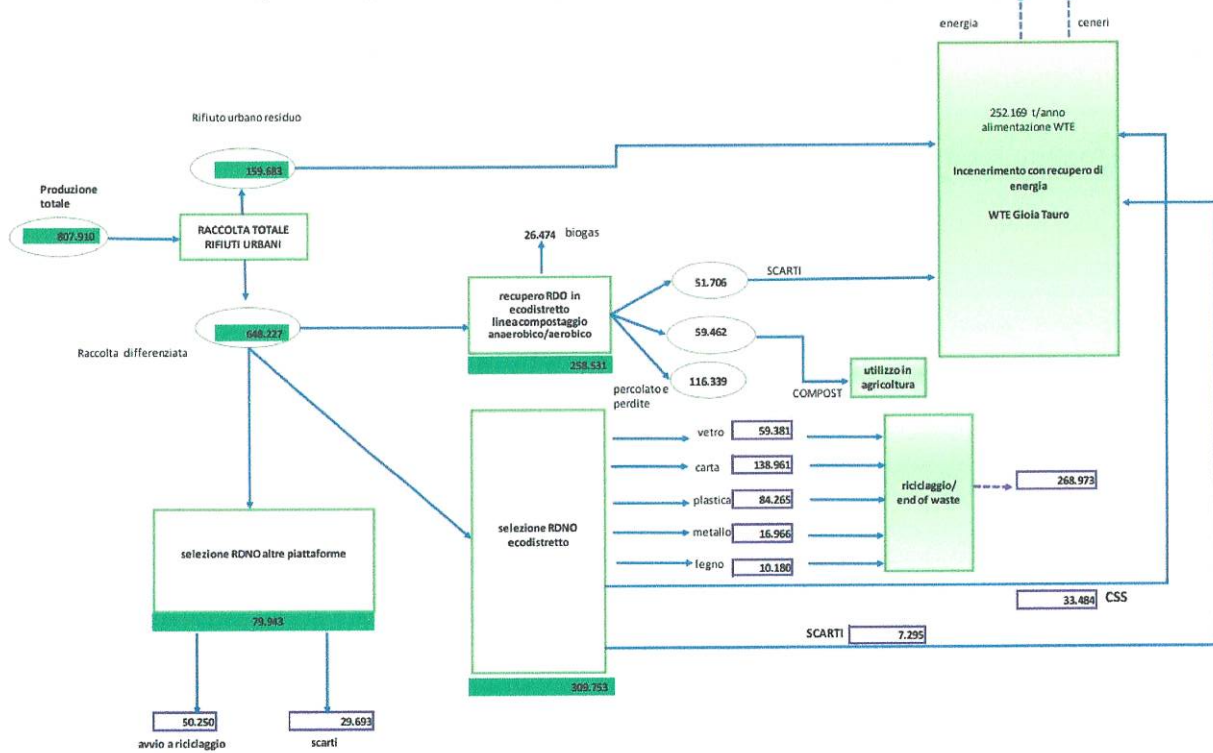 energia
ceneri
252.169 t/anno
alimentazione WTE
Incenerimento con recupero di
energia
WTE Gioia Tauro
Rifiuto urbano residuo
159.683
Produzione
totale
807.910
RACCOLTA TOTALE
RIFIUTI URBANI
648.227
Raccolta differenziata
26.474 biogas
recupero RDO in
ecodistretto
linea compostaggio
anaerobico/aerobico
258.531
51.706
SCARTI
59.462
116.339
percolato e
perdite
COMPOST
utilizzo in
agricoltura
selezione RDNO
ecodistretto
309.753
vetro 59.381
carta 138.961
plastica 84.265
metallo 16.966
legno 10.180
riciclaggio/
end of waste
268.973
33.484 CSS
SCARTI 7.295
selezione RDNO altre piattaforme
79.943
50.250
avvio a riciclaggio
29.693
scarti